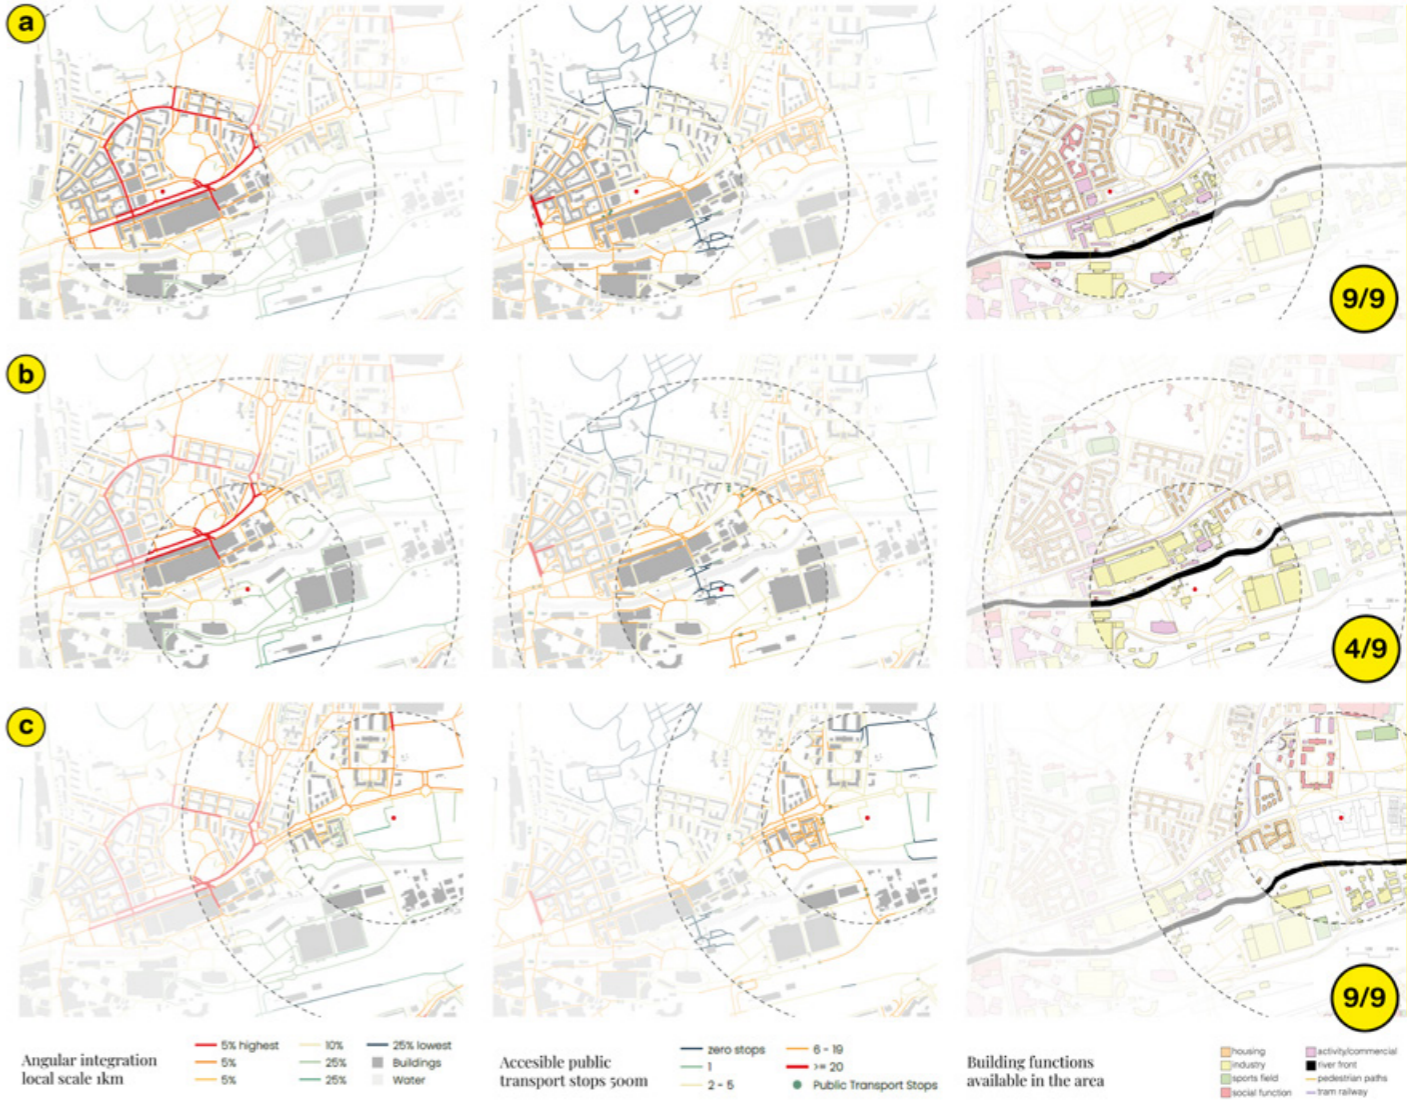 a
9/9
b
4/9
c
9/9
Angular integration
local scale 1km
5% highest
5%
5%
10%
25%
25%
25% lowest
Buildings
Water
Accesible public
transport stops 500m
zero stops
1
2 - 5
6 - 19
>= 20
Public Transport Stops
Building functions
available in the area
housing
industry
sports field
social function
activity/commercial
river front
pedestrian paths
tram railway